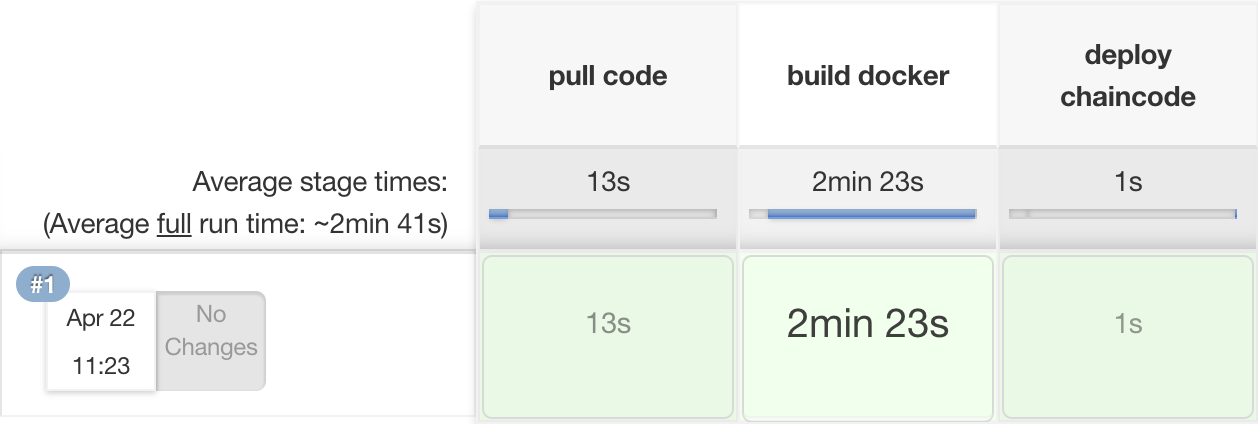 pull code
build docker
deploy
chaincode
Average stage times:
(Average full run time: ~2min 41s)
13s
2min 23s
1s
#1
Apr 22
11:23
No
Changes
13s
2min 23s
1s